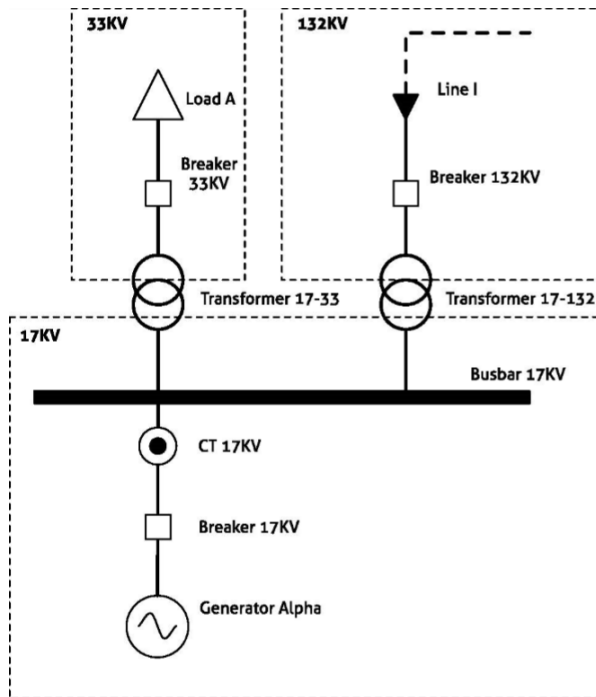 33KV
132KV
Load A
Line I
Breaker
33KV
Breaker 132KV
Transformer 17-33
Transformer 17-132
17KV
Busbar 17KV
CT 17KV
Breaker 17KV
Generator Alpha